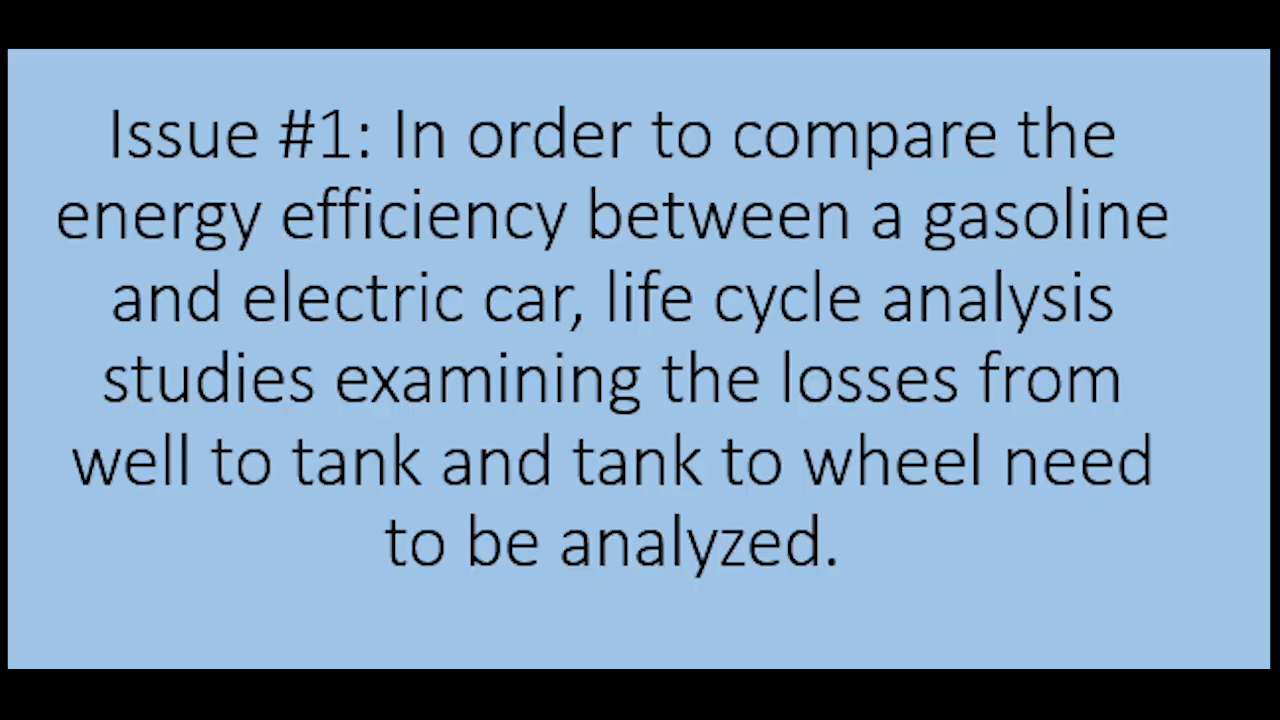 Issue #1: In order to compare the
energy efficiency between a gasoline
and electric car, life cycle analysis
studies examining the losses from
well to tank and tank to wheel need
to be analyzed.